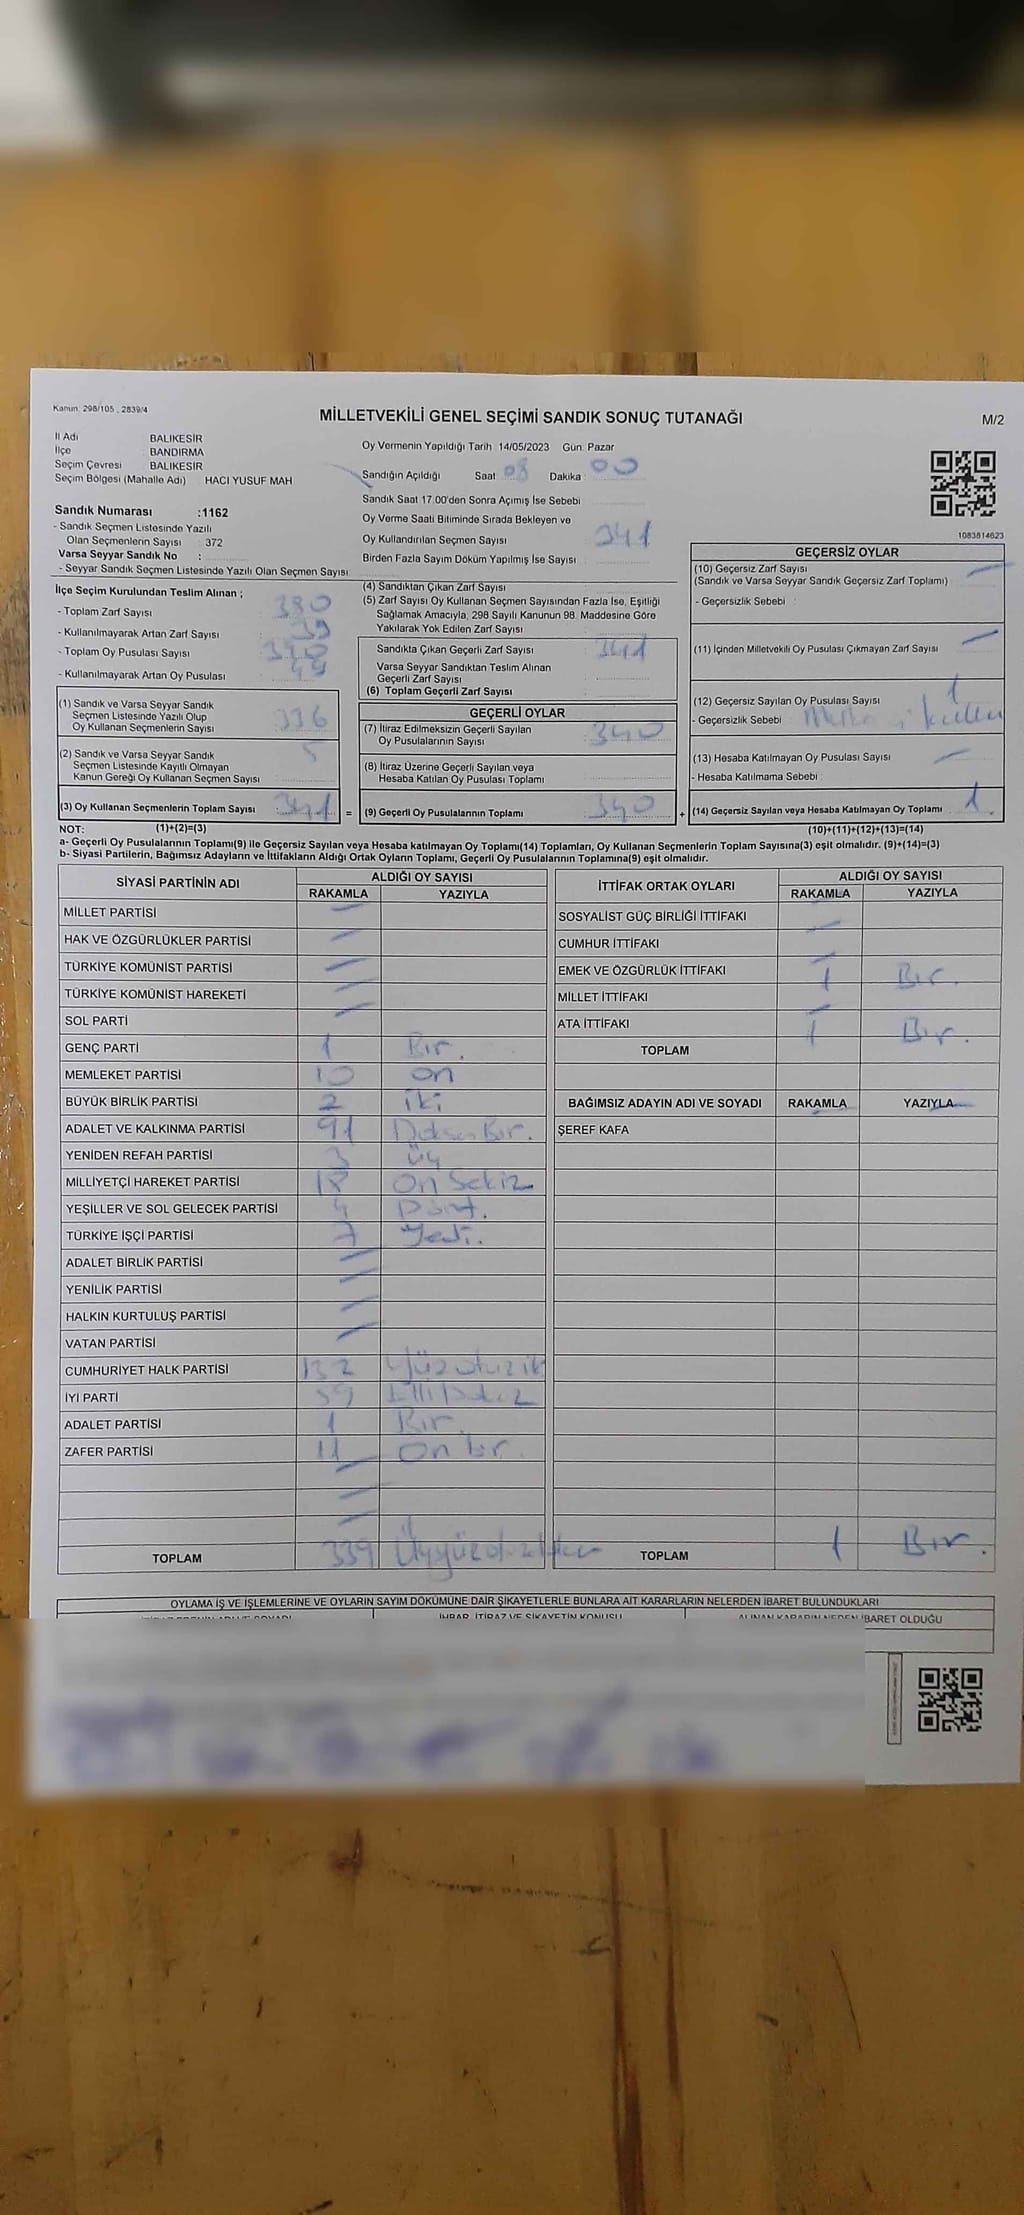 Kanun: 298/105 , 2839/4
MİLLETVEKİLİ GENEL SEÇİMİ SANDIK SONUÇ TUTANAĞI
M/2
İl Adı : BALIKESİR
İlçe : BANDIRMA
Seçim Çevresi : BALIKESİR
Seçim Bölgesi (Mahalle Adı) : HACI YUSUF MAH
Sandık Numarası :1162
- Sandık Seçmen Listesinde Yazılı
Olan Seçmenlerin Sayısı : 372
Varsa Seyyar Sandık No :
- Seyyar Sandık Seçmen Listesinde Yazılı Olan Seçmen Sayısı:
Oy Vermenin Yapıldığı Tarih : 14/05/2023 Gün: Pazar
Sandığın Açıldığı Saat 08 Dakika : 00
Sandık Saat 17:00'den Sonra Açımış İse Sebebi :
Oy Verme Saati Bitiminde Sırada Bekleyen ve
Oy Kullandırılan Seçmen Sayısı : 341
Birden Fazla Sayım Döküm Yapılmış İse Sayısı :
1083814623
İlçe Seçim Kurulundan Teslim Alınan ;
- Toplam Zarf Sayısı : 380
- Kullanılmayarak Artan Zarf Sayısı : 39
- Toplam Oy Pusulası Sayısı : 390
- Kullanılmayarak Artan Oy Pusulası : 49
(1) Sandık ve Varsa Seyyar Sandık
Seçmen Listesinde Yazılı Olup
Oy Kullanan Seçmenlerin Sayısı : 336
(2) Sandık ve Varsa Seyyar Sandık
Seçmen Listesinde Kayıtlı Olmayan
Kanun Gereği Oy Kullanan Seçmen Sayısı : 5
(3) Oy Kullanan Seçmenlerin Toplam Sayısı : 341 =
(4) Sandıktan Çıkan Zarf Sayısı :
(5) Zarf Sayısı Oy Kullanan Seçmen Sayısından Fazla İse, Eşitliği
Sağlamak Amacıyla, 298 Sayılı Kanunun 98. Maddesine Göre
Yakılarak Yok Edilen Zarf Sayısı :
Sandıkta Çıkan Geçerli Zarf Sayısı : 341
Varsa Seyyar Sandıktan Teslim Alınan
Geçerli Zarf Sayısı :
(6) Toplam Geçerli Zarf Sayısı :
GEÇERLİ OYLAR
(7) İtiraz Edilmeksizin Geçerli Sayılan
Oy Pusulalarının Sayısı : 340
(8) İtiraz Üzerine Geçerli Sayılan veya
Hesaba Katılan Oy Pusulası Toplamı :
(9) Geçerli Oy Pusulalarının Toplamı : 340 +
GEÇERSİZ OYLAR
(10) Geçersiz Zarf Sayısı : —
(Sandık ve Varsa Seyyar Sandık Geçersiz Zarf Toplamı)
- Geçersizlik Sebebi :
(11) İçinden Milletvekili Oy Pusulası Çıkmayan Zarf Sayısı : —
(12) Geçersiz Sayılan Oy Pusulası Sayısı : 1
- Geçersizlik Sebebi :
(13) Hesaba Katılmayan Oy Pusulası Sayısı : —
- Hesaba Katılmama Sebebi :
(14) Geçersiz Sayılan veya Hesaba Katılmayan Oy Toplamı : 1
NOT: (1)+(2)=(3) (10)+(11)+(12)+(13)=(14)
a- Geçerli Oy Pusulalarının Toplamı(9) ile Geçersiz Sayılan veya Hesaba katılmayan Oy Toplamı(14) Toplamları, Oy Kullanan Seçmenlerin Toplam Sayısına(3) eşit olmalıdır. (9)+(14)=(3)
b- Siyasi Partilerin, Bağımsız Adayların ve İttifakların Aldığı Ortak Oyların Toplamı, Geçerli Oy Pusulalarının Toplamına(9) eşit olmalıdır.
SİYASİ PARTİNİN ADI ALDIĞI OY SAYISI
RAKAMLA YAZIYLA
MİLLET PARTİSİ —
HAK VE ÖZGÜRLÜKLER PARTİSİ —
TÜRKİYE KOMÜNİST PARTİSİ —
TÜRKİYE KOMÜNİST HAREKETİ —
SOL PARTİ —
GENÇ PARTİ 1 Bir.
MEMLEKET PARTİSİ 10 on
BÜYÜK BİRLİK PARTİSİ 2 iki
ADALET VE KALKINMA PARTİSİ 91 Doksan Bir.
YENİDEN REFAH PARTİSİ 3 üç
MİLLİYETÇİ HAREKET PARTİSİ 18 on sekiz
YEŞİLLER VE SOL GELECEK PARTİSİ 4 Dört.
TÜRKİYE İŞÇİ PARTİSİ 7 Yedi.
ADALET BİRLİK PARTİSİ —
YENİLİK PARTİSİ —
HALKIN KURTULUŞ PARTİSİ —
VATAN PARTİSİ —
CUMHURİYET HALK PARTİSİ 132 Yüz otuz iki
İYİ PARTİ 59 Elli Dokuz
ADALET PARTİSİ 1 Bir
ZAFER PARTİSİ 11 on bir.
TOPLAM 339 Üçyüzotuzdokuz
İTTİFAK ORTAK OYLARI ALDIĞI OY SAYISI
RAKAMLA YAZIYLA
SOSYALİST GÜÇ BİRLİĞİ İTTİFAKI —
CUMHUR İTTİFAKI —
EMEK VE ÖZGÜRLÜK İTTİFAKI 1 Bir.
MİLLET İTTİFAKI —
ATA İTTİFAKI 1 Bir.
TOPLAM
BAĞIMSIZ ADAYIN ADI VE SOYADI RAKAMLA YAZIYLA
ŞEREF KAFA
TOPLAM 1 Bir.
OYLAMA İŞ VE İŞLEMLERİNE VE OYLARIN SAYIM DÖKÜMÜNE DAİR ŞİKAYETLERLE BUNLARA AİT KARARLARIN NELERDEN İBARET BULUNDUKLARI
İHBAR, İTİRAZ VE ŞİKAYETİN KONUSU
ALINAN KARARIN NEDEN İBARET OLDUĞU